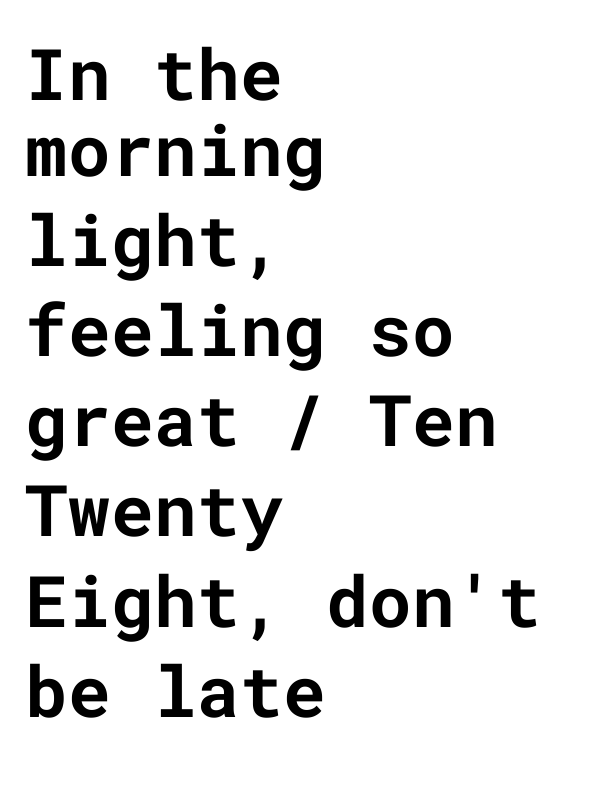 In the
morning
light,
feeling so
great / Ten
Twenty
Eight, don't
be late